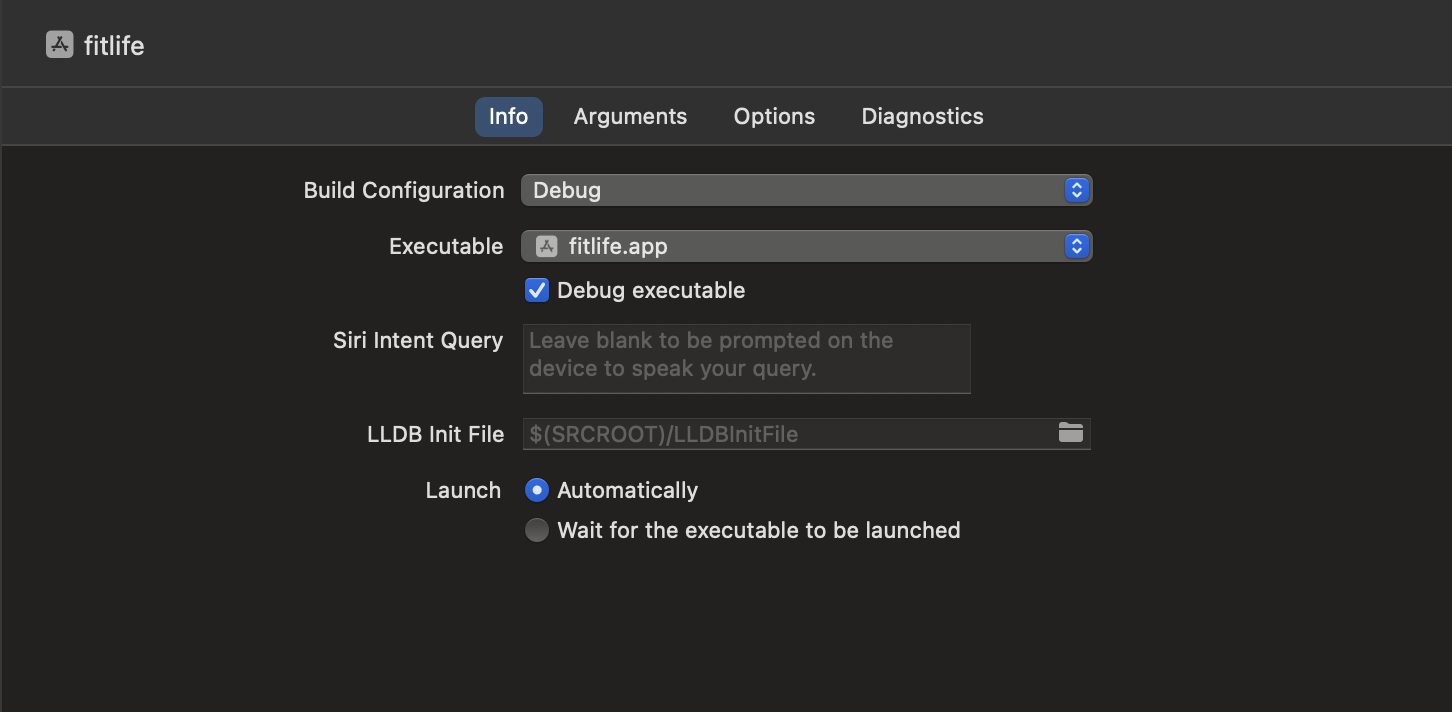 fitlife
Info Arguments Options Diagnostics
Build Configuration Debug
Executable fitlife.app
Debug executable
Siri Intent Query Leave blank to be prompted on the
device to speak your query.
LLDB Init File $(SRCROOT)/LLDBInitFile
Launch Automatically
Wait for the executable to be launched